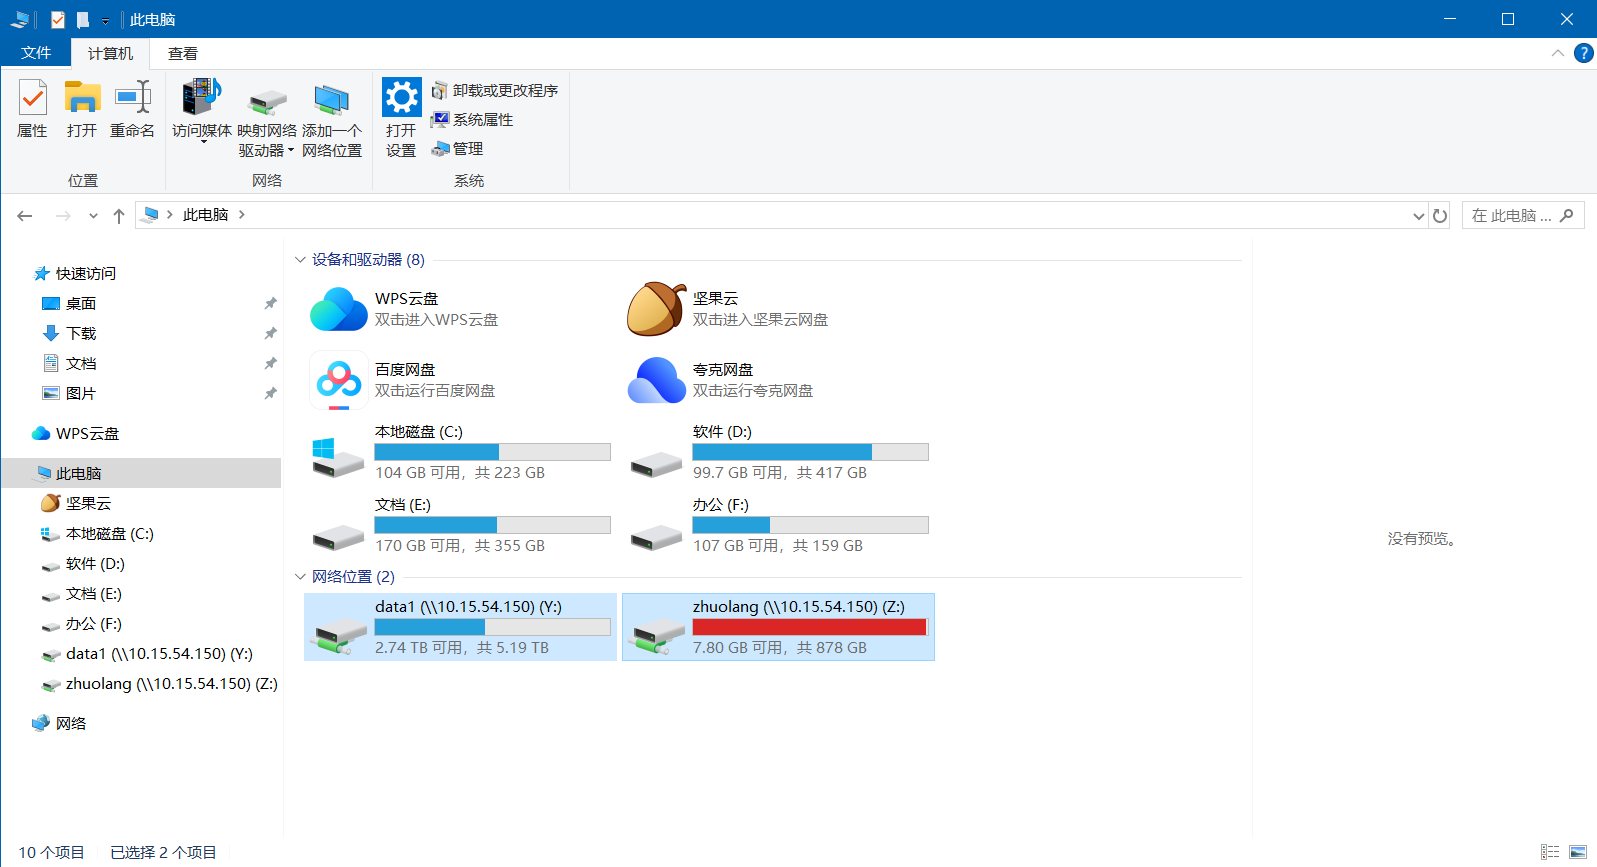 此电脑
文件
计算机
查看
属性
打开
重命名
访问媒体
映射网络
驱动器
添加一个
网络位置
打开
设置
卸载或更改程序
系统属性
管理
位置
网络
系统
此电脑
在 此电脑 ...
快速访问
桌面
下载
文档
图片
WPS云盘
此电脑
坚果云
本地磁盘 (C:)
软件 (D:)
文档 (E:)
办公 (F:)
data1 (\\10.15.54.150) (Y:)
zhuolang (\\10.15.54.150) (Z:)
网络
设备和驱动器 (8)
WPS云盘
双击进入WPS云盘
坚果云
双击进入坚果云网盘
百度网盘
双击运行百度网盘
夸克网盘
双击运行夸克网盘
本地磁盘 (C:)
104 GB 可用，共 223 GB
软件 (D:)
99.7 GB 可用，共 417 GB
文档 (E:)
170 GB 可用，共 355 GB
办公 (F:)
107 GB 可用，共 159 GB
网络位置 (2)
data1 (\\10.15.54.150) (Y:)
2.74 TB 可用，共 5.19 TB
zhuolang (\\10.15.54.150) (Z:)
7.80 GB 可用，共 878 GB
没有预览。
10 个项目
已选择 2 个项目